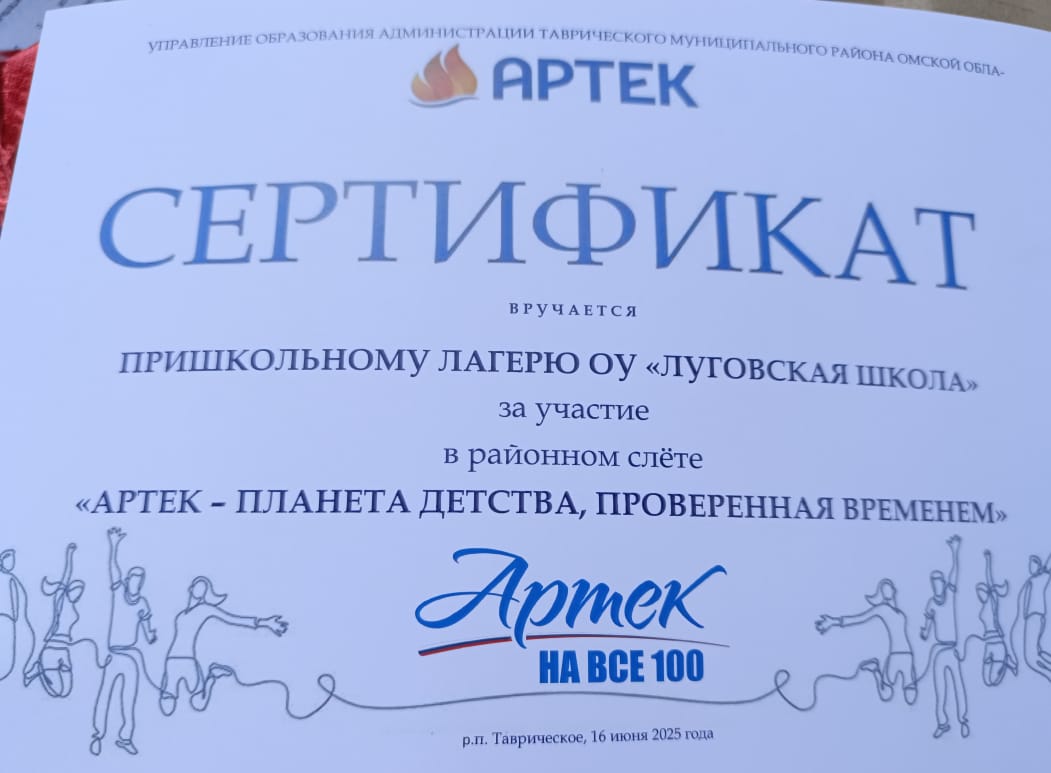 УПРАВЛЕНИЕ ОБРАЗОВАНИЯ АДМИНИСТРАЦИИ ТАВРИЧЕСКОГО МУНИЦИПАЛЬНОГО РАЙОНА ОМСКОЙ ОБЛА-
АРТЕК
СЕРТИФИКАТ
ВРУЧАЕТСЯ
ПРИШКОЛЬНОМУ ЛАГЕРЮ ОУ «ЛУГОВСКАЯ ШКОЛА»
за участие
в районном слёте
«АРТЕК – ПЛАНЕТА ДЕТСТВА, ПРОВЕРЕННАЯ ВРЕМЕНЕМ»
Артек
НА ВСЕ 100
р.п. Таврическое, 16 июня 2025 года